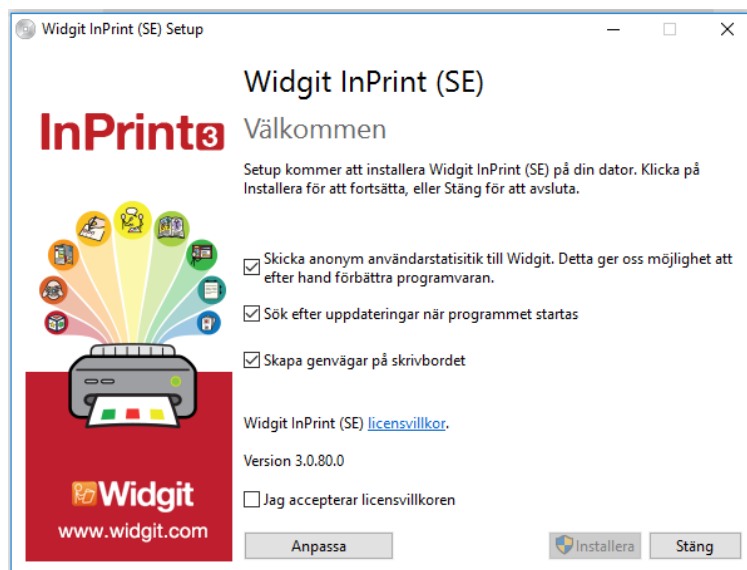 Widgit InPrint (SE) Setup
Widgit InPrint (SE)
InPrint3
Välkommen
Setup kommer att installera Widgit InPrint (SE) på din dator. Klicka på
Installera för att fortsätta, eller Stäng för att avsluta.
Skicka anonym användarstatisitik till Widgit. Detta ger oss möjlighet att
efter hand förbättra programvaran.
Sök efter uppdateringar när programmet startas
Skapa genvägar på skrivbordet
Widgit InPrint (SE) licensvillkor.
Version 3.0.80.0
Jag accepterar licensvillkoren
Widgit
www.widgit.com
Anpassa
Installera
Stäng